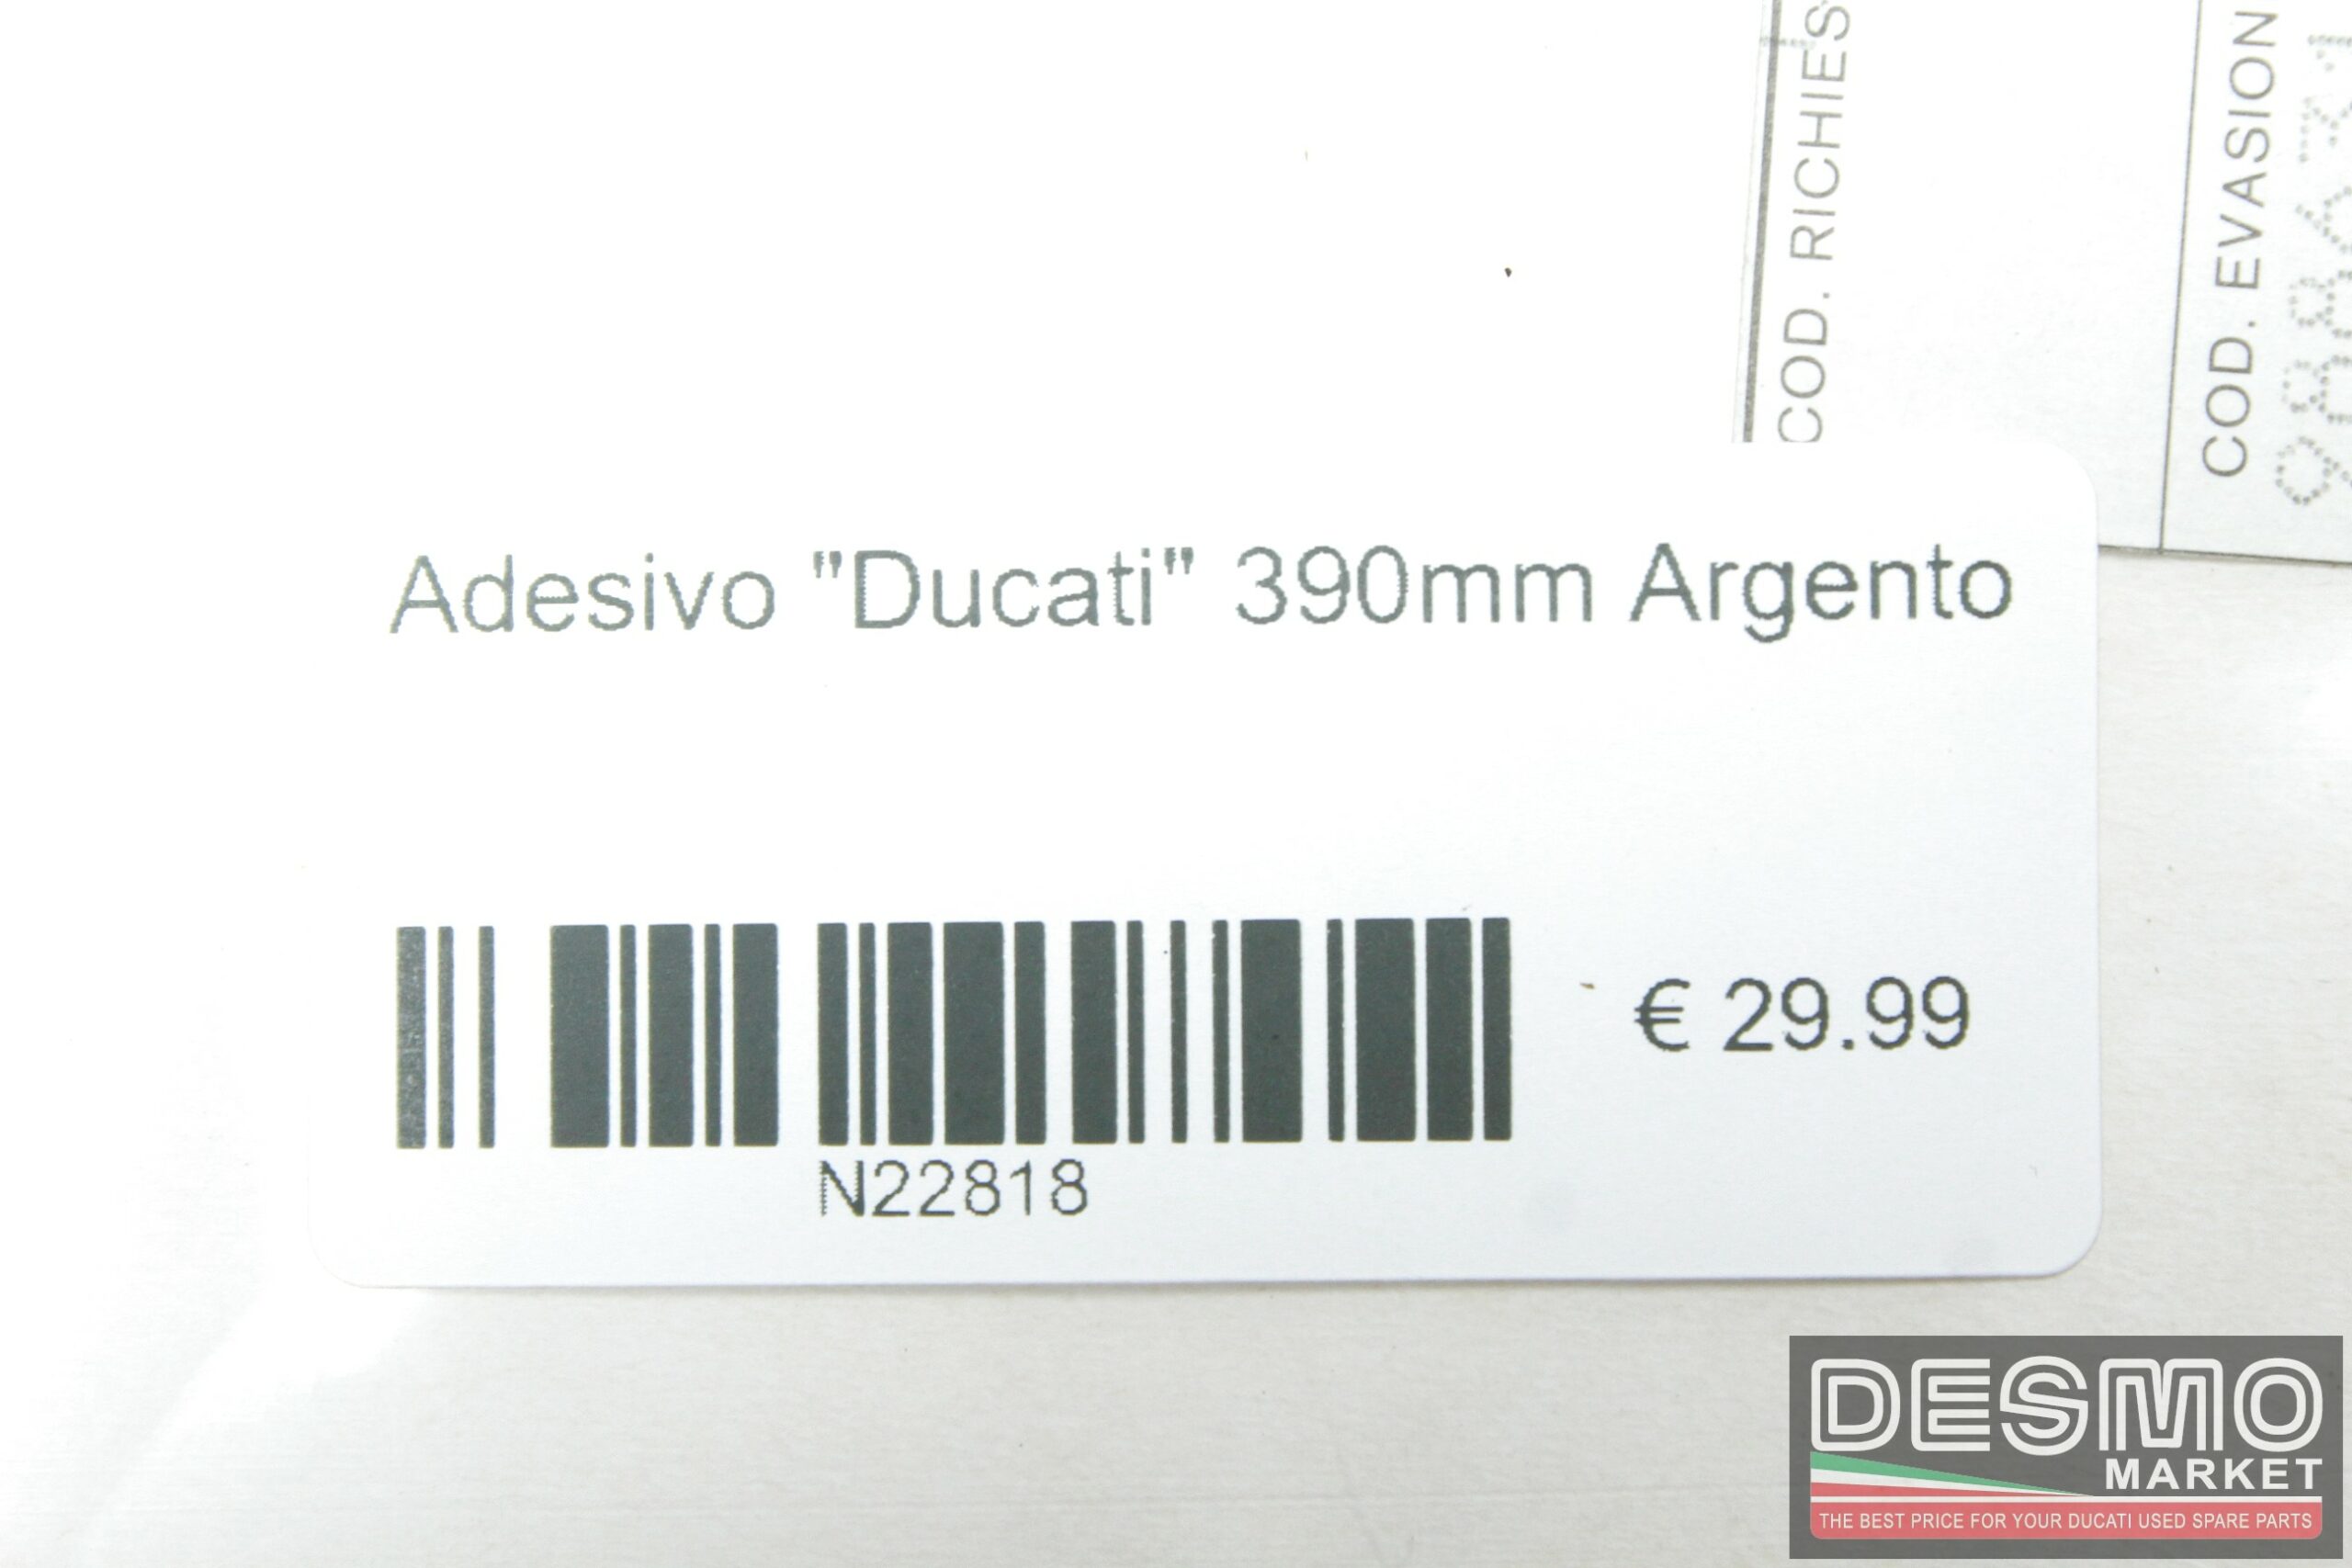 COD. RICHIES
COD. EVASION
Adesivo "Ducati" 390mm Argento
€ 29.99
N22818
DESMO
MARKET
THE BEST PRICE FOR YOUR DUCATI USED SPARE PARTS